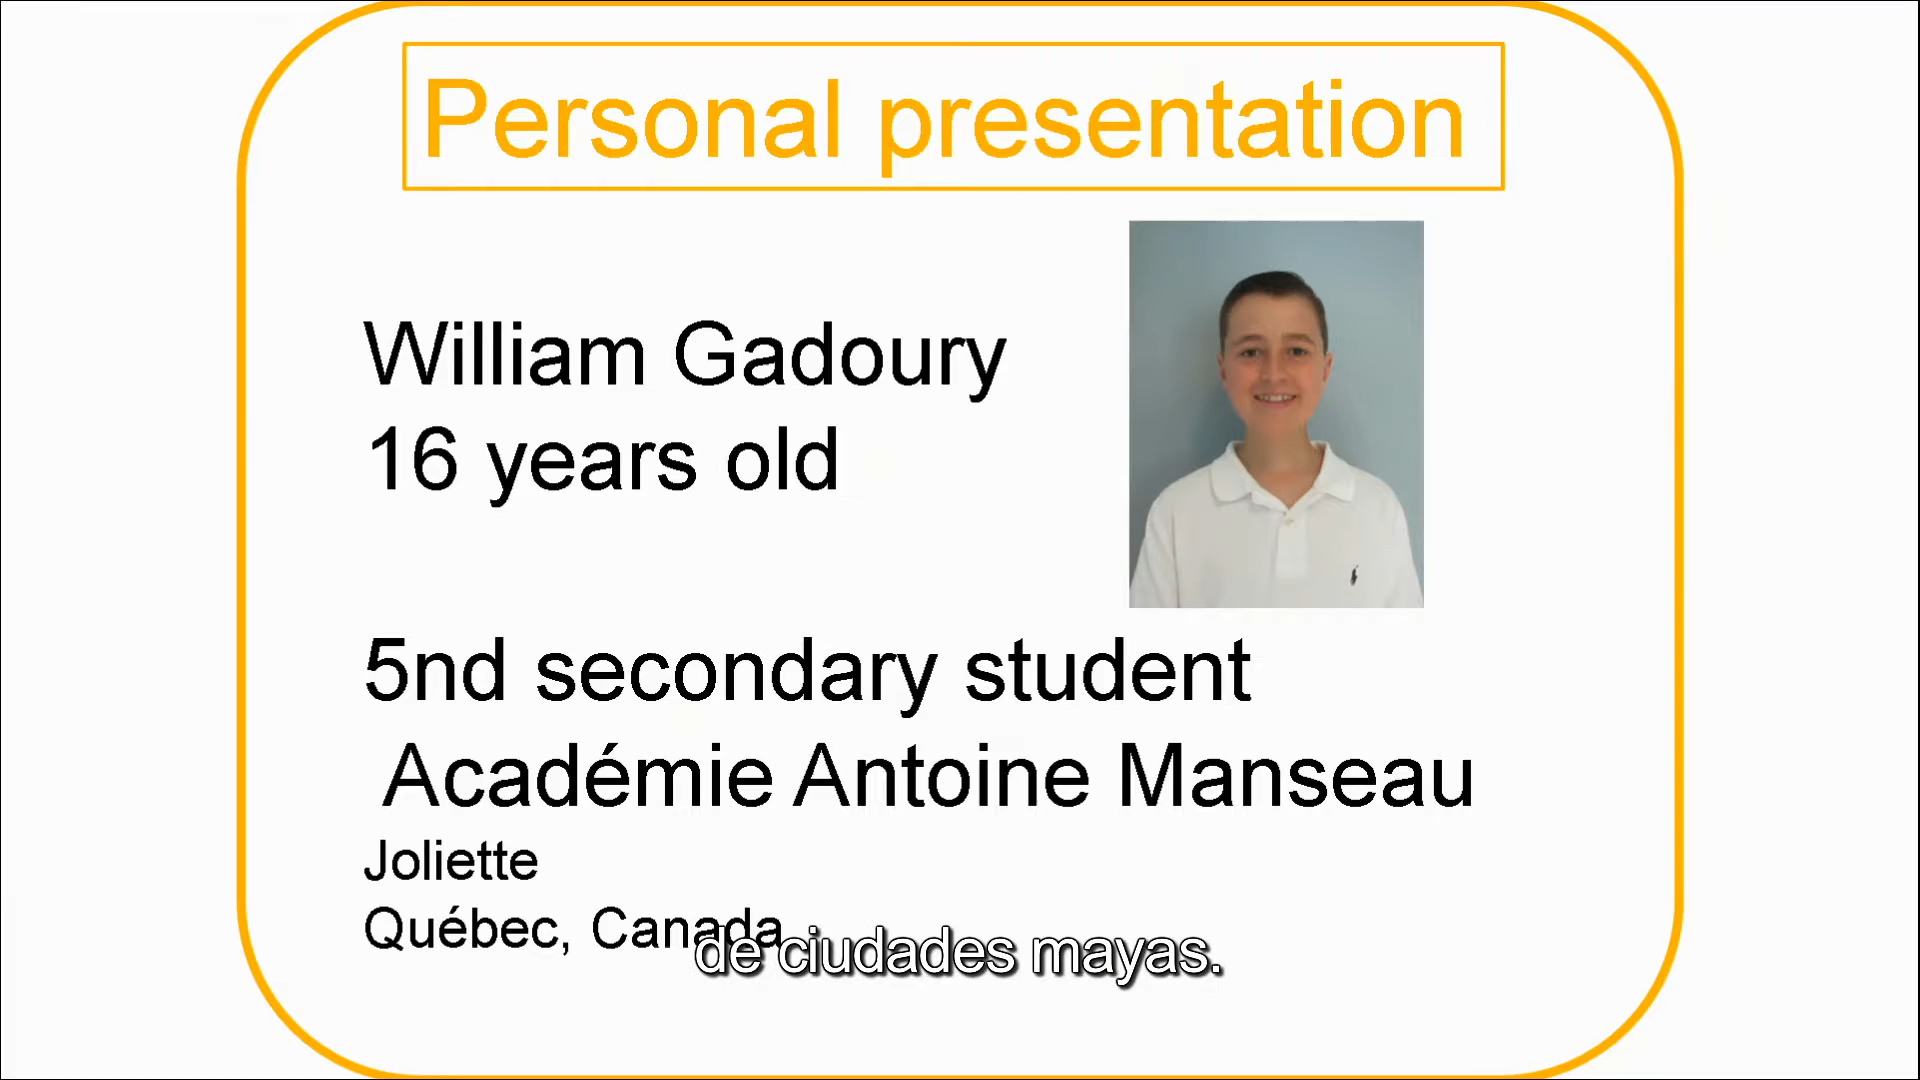 Personal presentation
William Gadoury
16 years old
5nd secondary student
Académie Antoine Manseau
Joliette
Québec, Canada
de ciudades mayas.